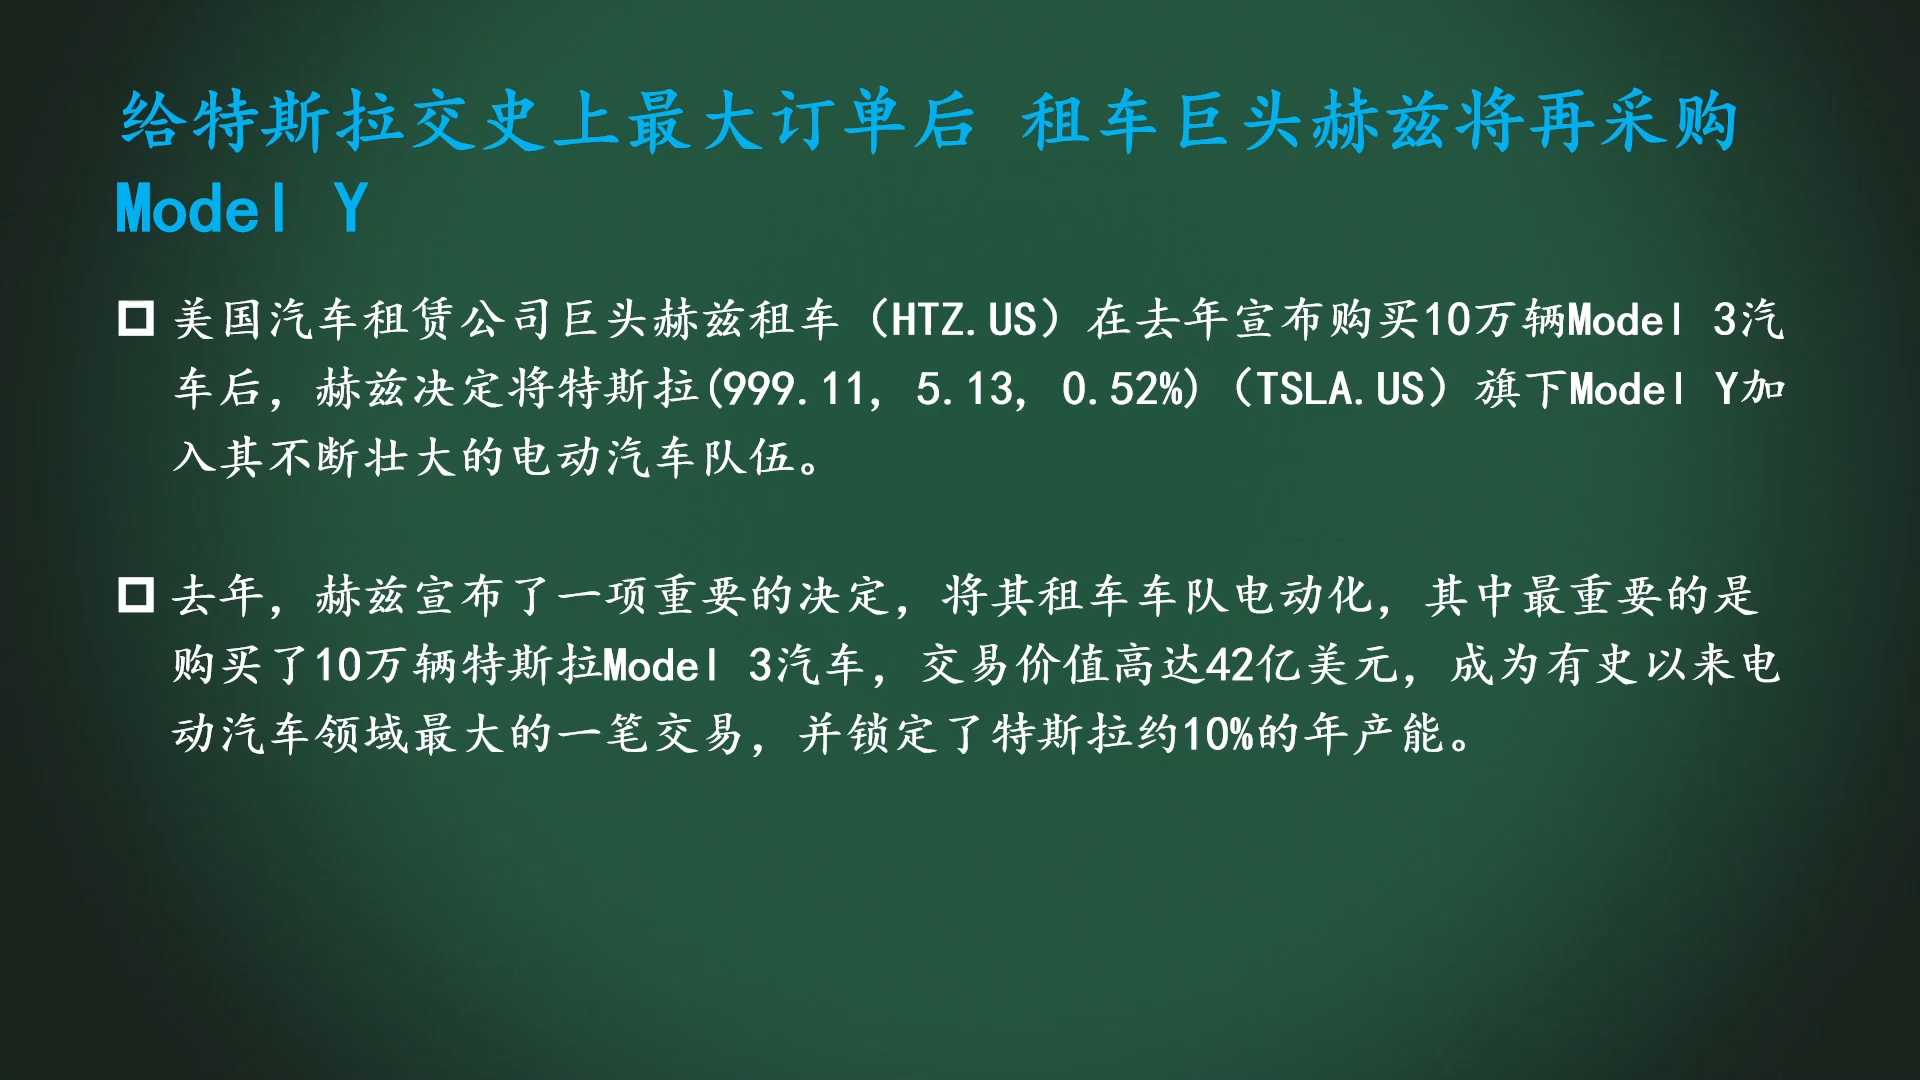 给特斯拉交史上最大订单后 租车巨头赫兹将再采购
Model Y
美国汽车租赁公司巨头赫兹租车（HTZ.US）在去年宣布购买10万辆Model 3汽
车后，赫兹决定将特斯拉(999.11, 5.13, 0.52%)（TSLA.US）旗下Model Y加
入其不断壮大的电动汽车队伍。
去年，赫兹宣布了一项重要的决定，将其租车车队电动化，其中最重要的是
购买了10万辆特斯拉Model 3汽车，交易价值高达42亿美元，成为有史以来电
动汽车领域最大的一笔交易，并锁定了特斯拉约10%的年产能。